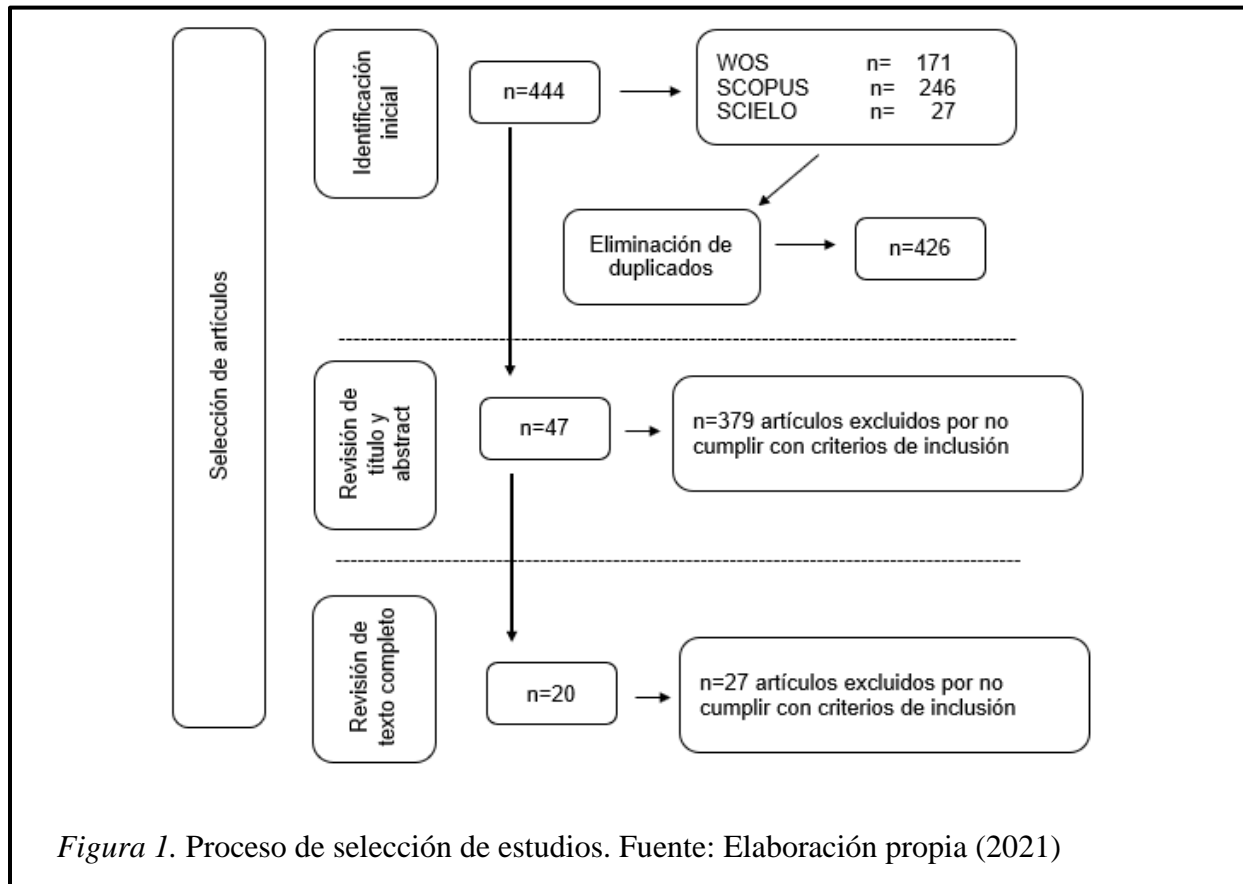 Selección de artículos
Identificación
inicial
n=444
WOS n= 171
SCOPUS n= 246
SCIELO n= 27
Eliminación de
duplicados
n=426
Revisión de
título y
abstract
n=47
n=379 artículos excluidos por no
cumplir con criterios de inclusión
Revisión de
texto completo
n=20
n=27 artículos excluidos por no
cumplir con criterios de inclusión
Figura 1. Proceso de selección de estudios. Fuente: Elaboración propia (2021)